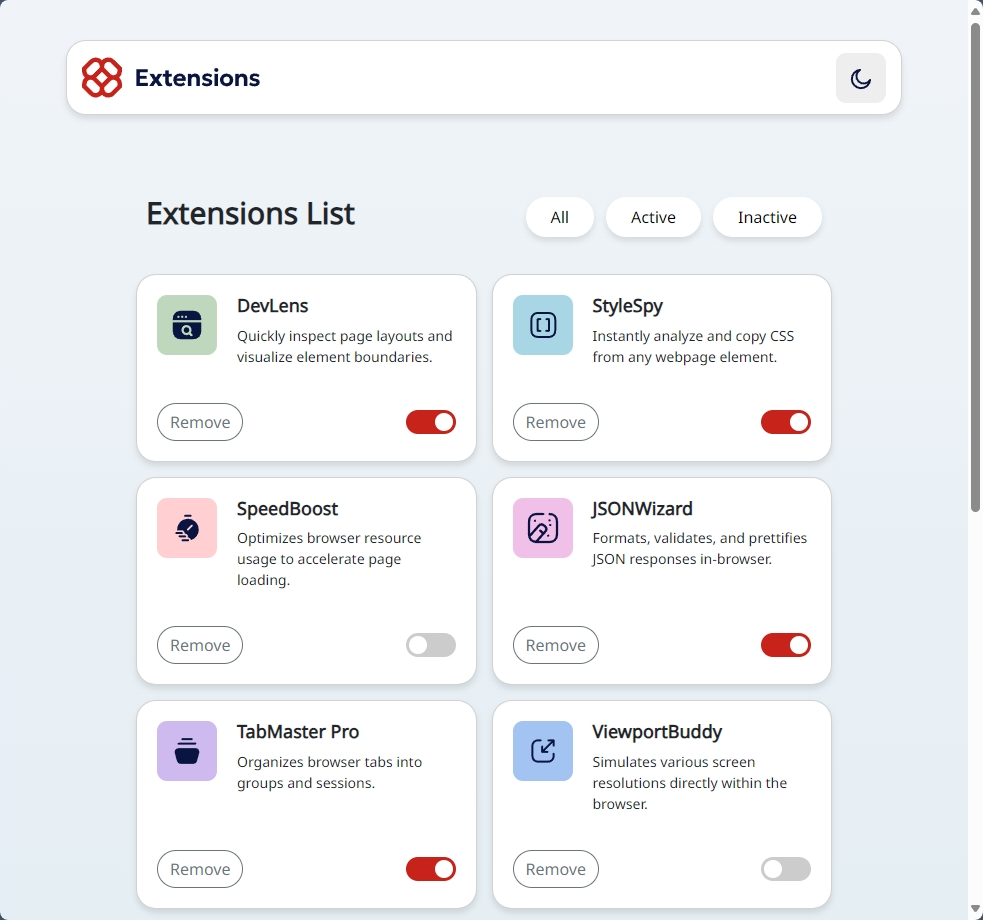 Extensions
Extensions List
All
Active
Inactive
DevLens
Quickly inspect page layouts and
visualize element boundaries.
Remove
StyleSpy
Instantly analyze and copy CSS
from any webpage element.
Remove
SpeedBoost
Optimizes browser resource
usage to accelerate page
loading.
Remove
JSONWizard
Formats, validates, and prettifies
JSON responses in-browser.
Remove
TabMaster Pro
Organizes browser tabs into
groups and sessions.
Remove
ViewportBuddy
Simulates various screen
resolutions directly within the
browser.
Remove